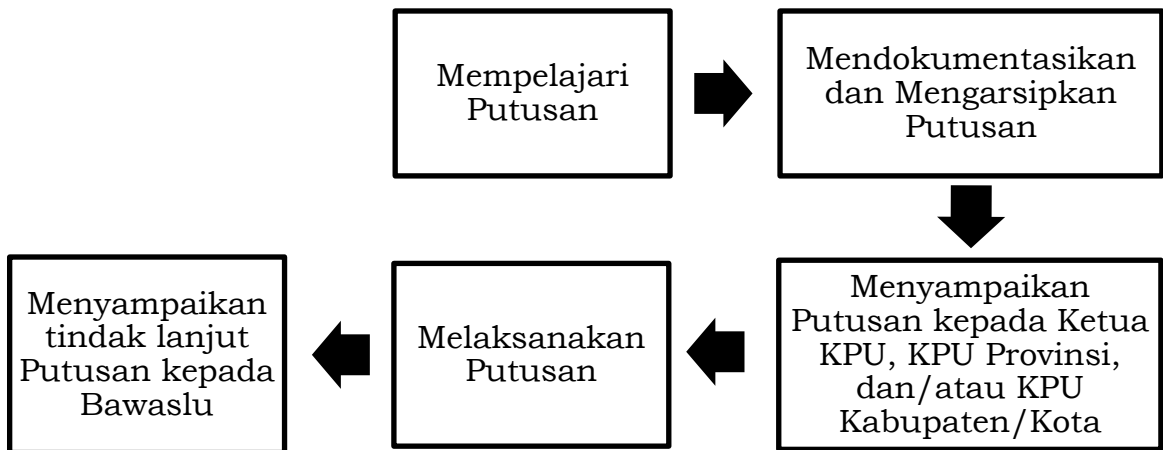 Mempelajari
Putusan
Mendokumentasikan
dan Mengarsipkan
Putusan
Menyampaikan
Putusan kepada Ketua
KPU, KPU Provinsi,
dan/atau KPU
Kabupaten/Kota
Melaksanakan
Putusan
Menyampaikan
tindak lanjut
Putusan kepada
Bawaslu